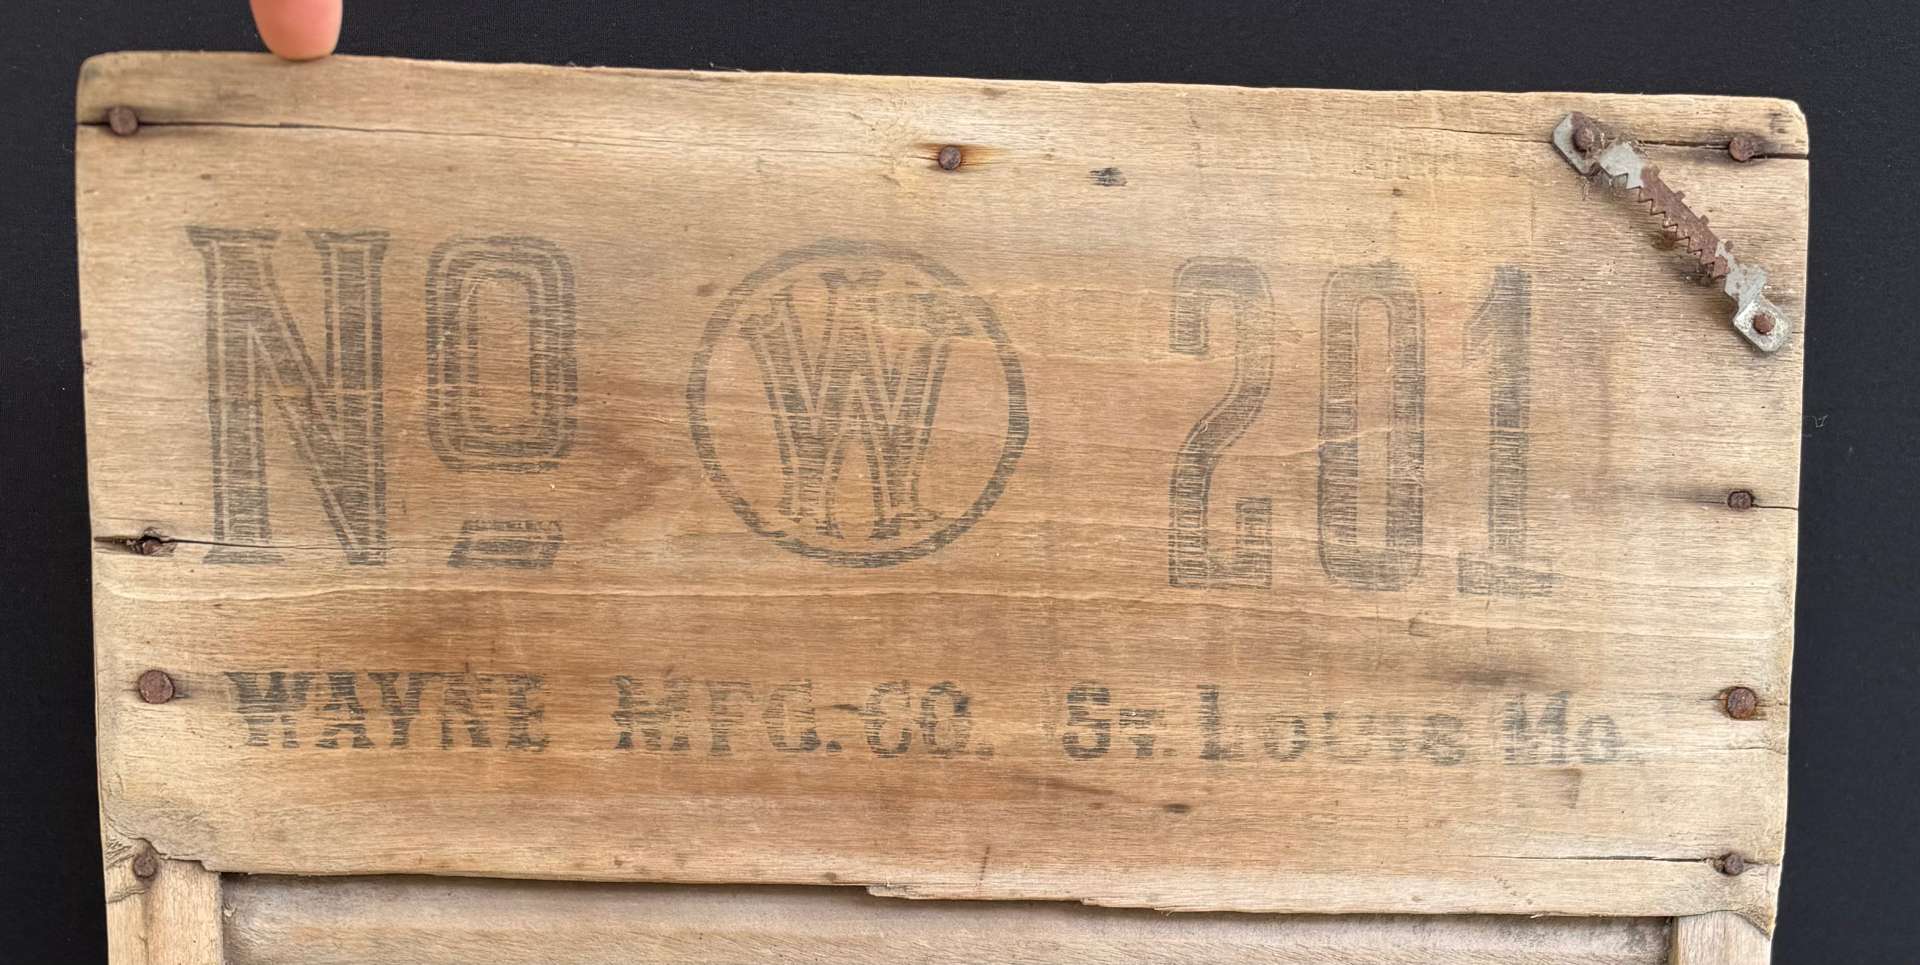 No W 201
WAYNE MFG. CO. St. Louis Mo.